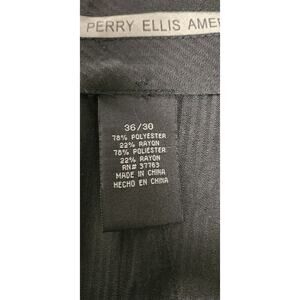 PERRY ELLIS AMER
36/30
78% POLYESTER
22% RAYON
78% POLIESTER
22% RAYON
RN# 37763
MADE IN CHINA
HECHO EN CHINA